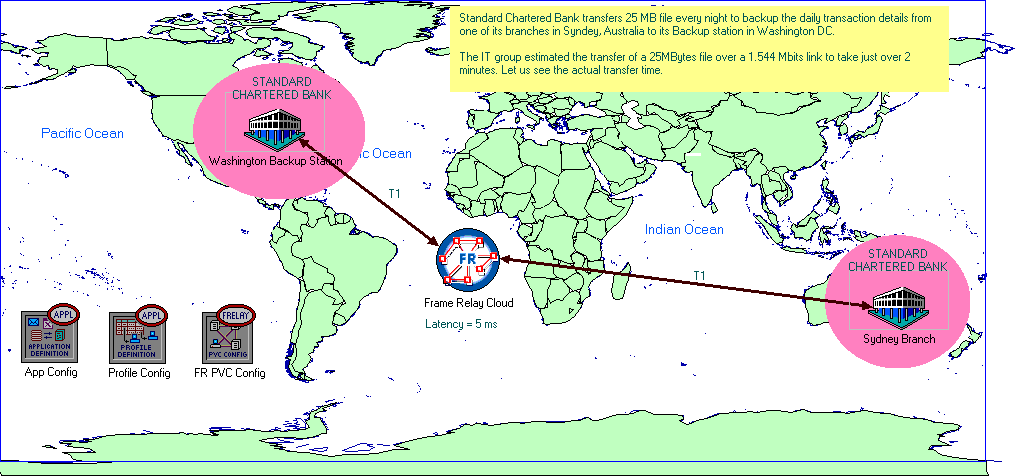 Standard Chartered Bank transfers 25 MB file every night to backup the daily transaction details from
one of its branches in Syndey, Australia to its Backup station in Washington DC.
The IT group estimated the transfer of a 25MBytes file over a 1.544 Mbits link to take just over 2
minutes. Let us see the actual transfer time.
STANDARD
CHARTERED BANK
Pacific Ocean
ic Ocean
Washington Backup Station
T1
Indian Ocean
FR
STANDARD
CHARTERED BANK
T1
Frame Relay Cloud
Latency = 5 ms
Sydney Branch
APPL
APPLICATION
DEFINITION
App Config
APPL
PROFILE
DEFINITION
Profile Config
FRELAY
PVC CONFIG
FR PVC Config